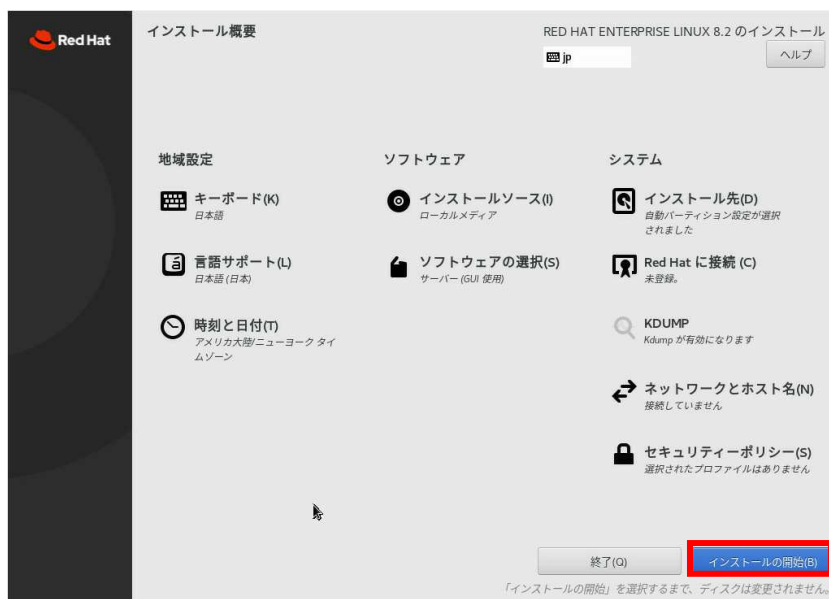 Red Hat
インストール概要
RED HAT ENTERPRISE LINUX 8.2 のインストール
jp
ヘルプ
地域設定
キーボード(K)
日本語
言語サポート(L)
日本語 (日本)
時刻と日付(T)
アメリカ大陸/ニューヨーク タイ
ムゾーン
ソフトウェア
インストールソース(I)
ローカルメディア
ソフトウェアの選択(S)
サーバー (GUI 使用)
システム
インストール先(D)
自動パーティション設定が選択
されました
Red Hat に接続 (C)
未登録。
KDUMP
Kdump が有効になります
ネットワークとホスト名(N)
接続していません
セキュリティーポリシー(S)
選択されたプロファイルはありません
終了(Q)
インストールの開始(B)
「インストールの開始」を選択するまで、ディスクは変更されません。